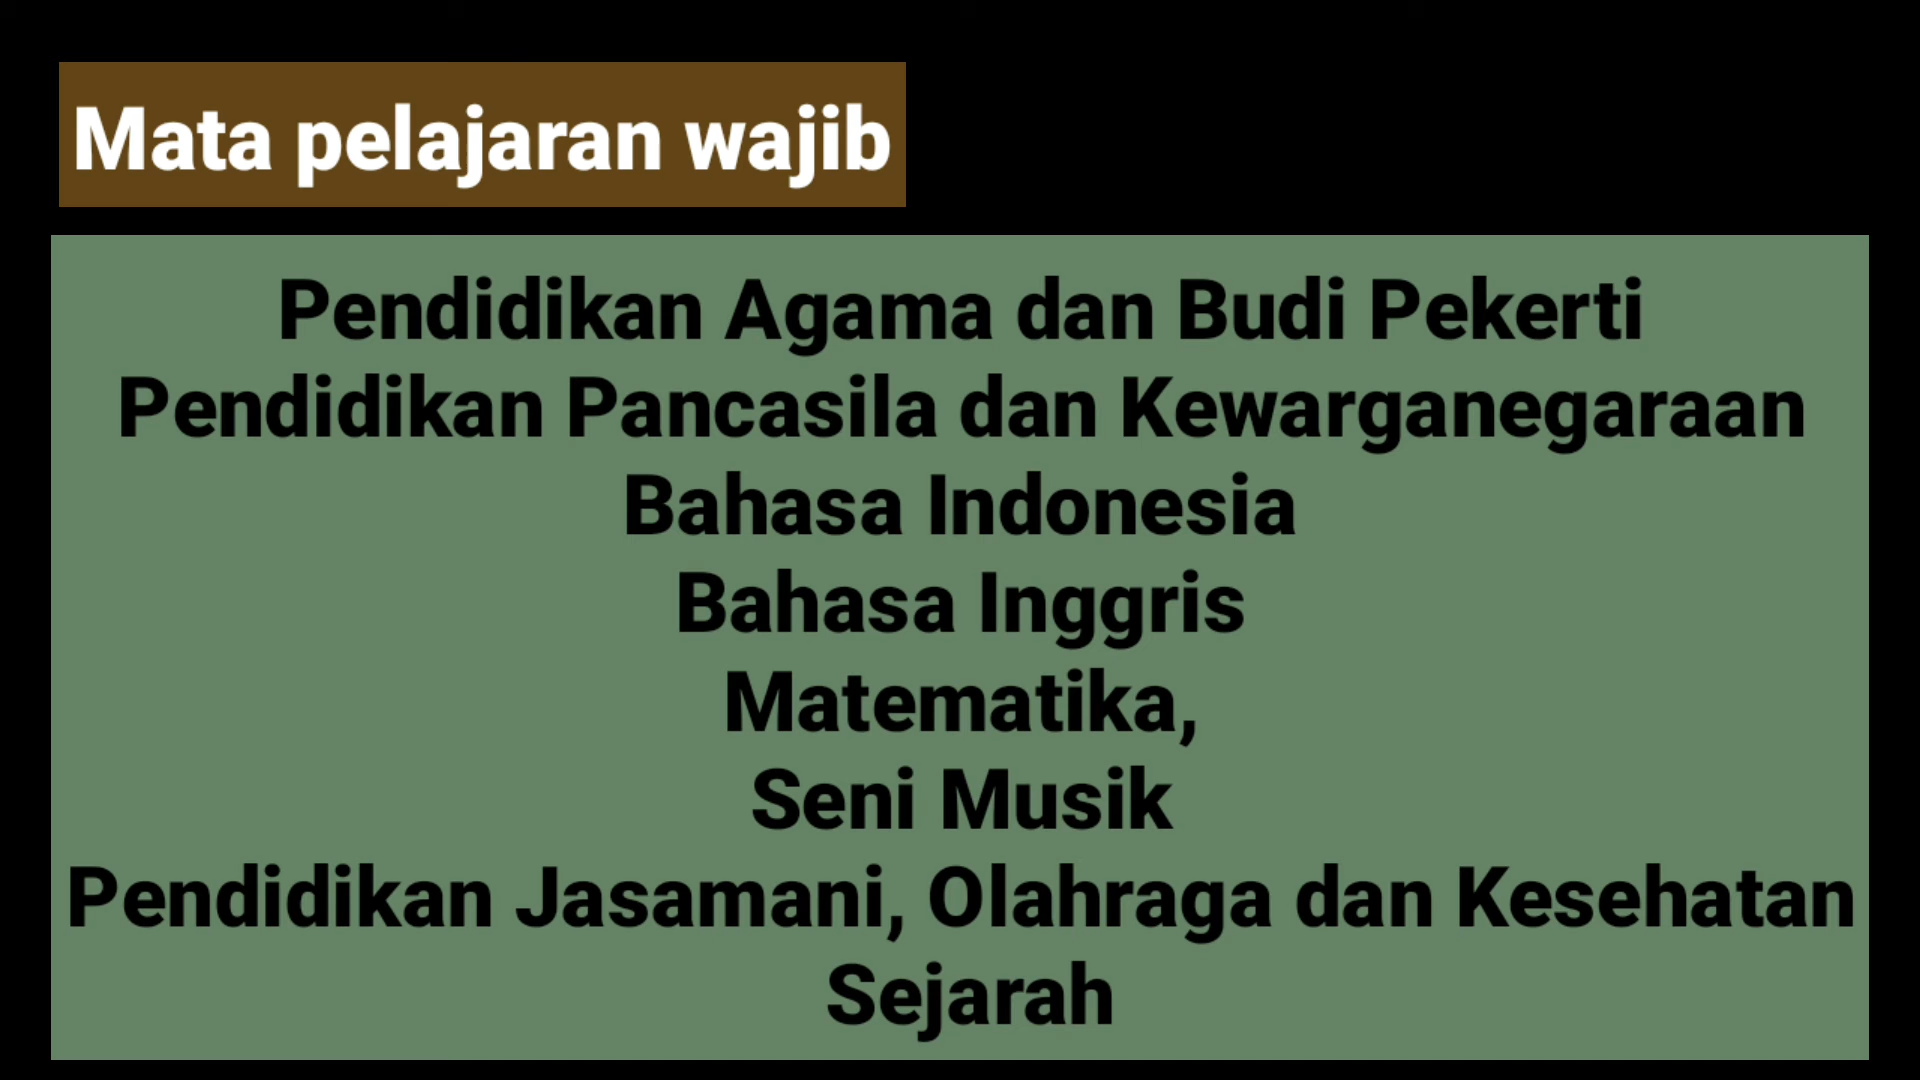 Mata pelajaran wajib
Pendidikan Agama dan Budi Pekerti
Pendidikan Pancasila dan Kewarganegaraan
Bahasa Indonesia
Bahasa Inggris
Matematika,
Seni Musik
Pendidikan Jasamani, Olahraga dan Kesehatan
Sejarah